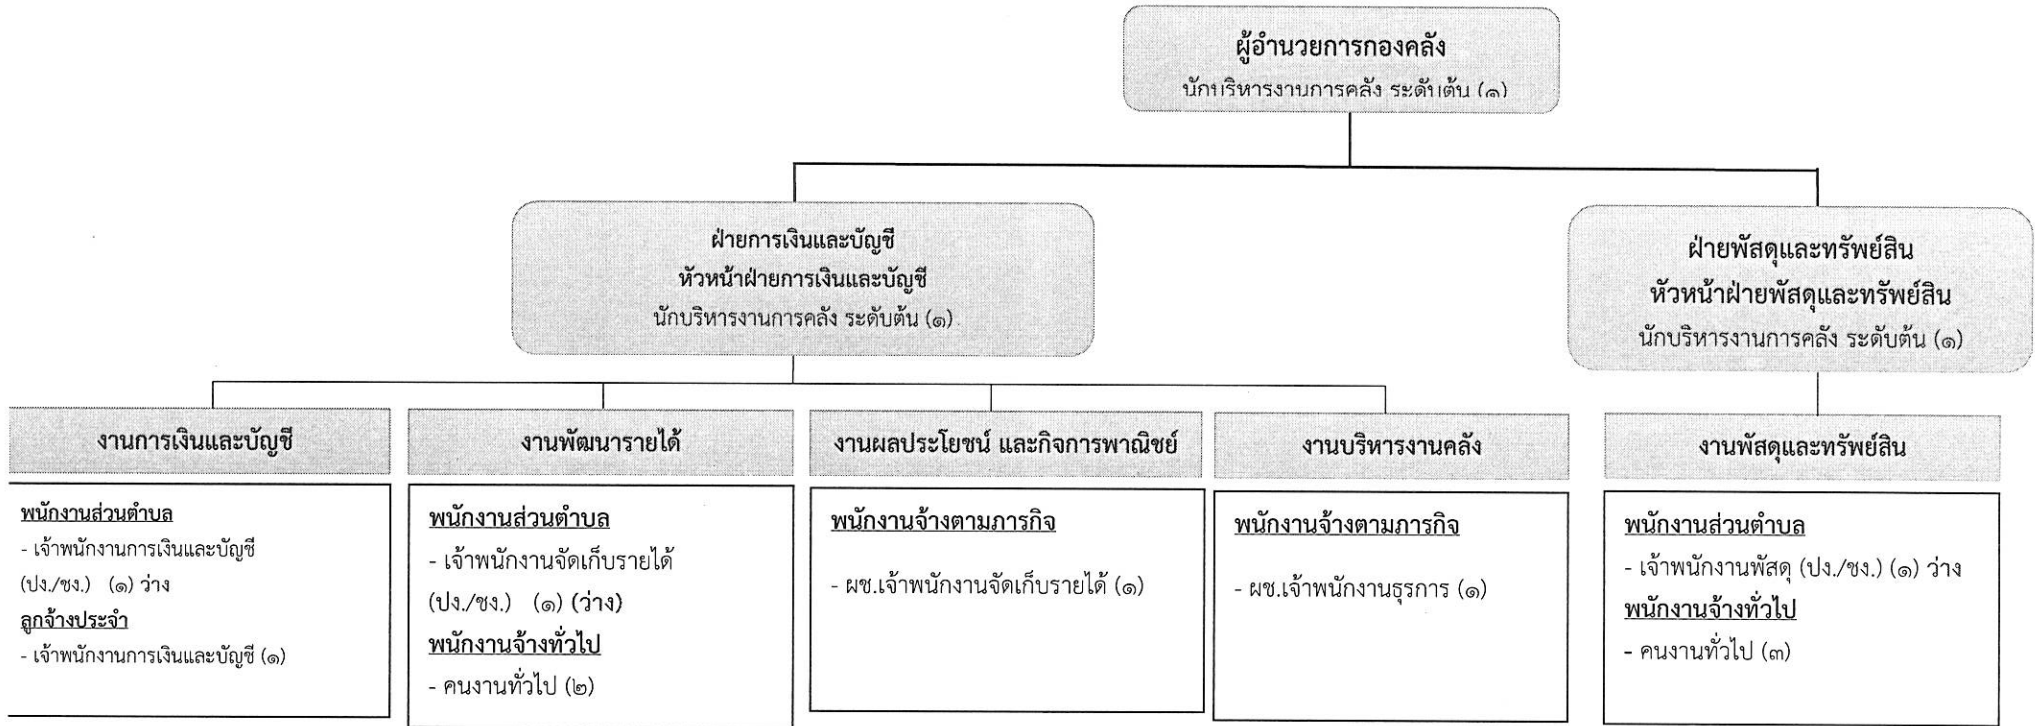 ผู้อำนวยการกองคลัง
นักบริหารงานการคลัง ระดับต้น (๑)
ฝ่ายการเงินและบัญชี
หัวหน้าฝ่ายการเงินและบัญชี
นักบริหารงานการคลัง ระดับต้น (๑)
ฝ่ายพัสดุและทรัพย์สิน
หัวหน้าฝ่ายพัสดุและทรัพย์สิน
นักบริหารงานการคลัง ระดับต้น (๑)
งานการเงินและบัญชี
พนักงานส่วนตำบล
- เจ้าพนักงานการเงินและบัญชี
(ปง./ชง.) (๑) ว่าง
ลูกจ้างประจำ
- เจ้าพนักงานการเงินและบัญชี (๑)
งานพัฒนารายได้
พนักงานส่วนตำบล
- เจ้าพนักงานจัดเก็บรายได้
(ปง./ชง.) (๑) (ว่าง)
พนักงานจ้างทั่วไป
- คนงานทั่วไป (๒)
งานผลประโยชน์ และกิจการพาณิชย์
พนักงานจ้างตามภารกิจ
- ผช.เจ้าพนักงานจัดเก็บรายได้ (๑)
งานบริหารงานคลัง
พนักงานจ้างตามภารกิจ
- ผช.เจ้าพนักงานธุรการ (๑)
งานพัสดุและทรัพย์สิน
พนักงานส่วนตำบล
- เจ้าพนักงานพัสดุ (ปง./ชง.) (๑) ว่าง
พนักงานจ้างทั่วไป
- คนงานทั่วไป (๓)